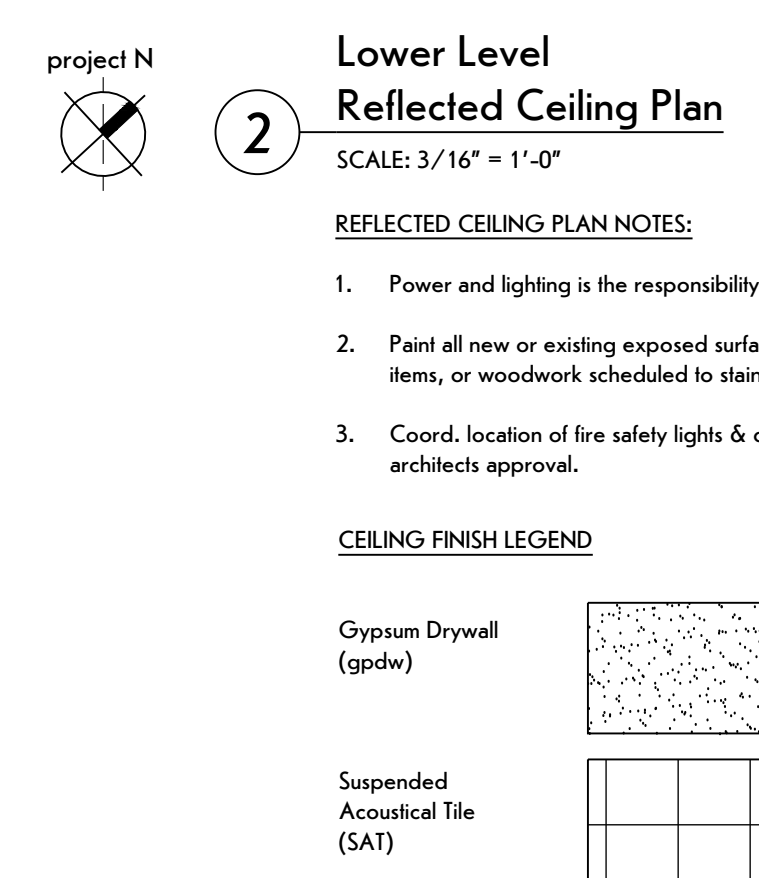 project N
2
Lower Level
Reflected Ceiling Plan
SCALE: 3/16" = 1'-0"
REFLECTED CEILING PLAN NOTES:
1. Power and lighting is the responsibility
2. Paint all new or existing exposed surfa
items, or woodwork scheduled to stain
3. Coord. location of fire safety lights &
architects approval.
CEILING FINISH LEGEND
Gypsum Drywall
(gpdw)
Suspended
Acoustical Tile
(SAT)